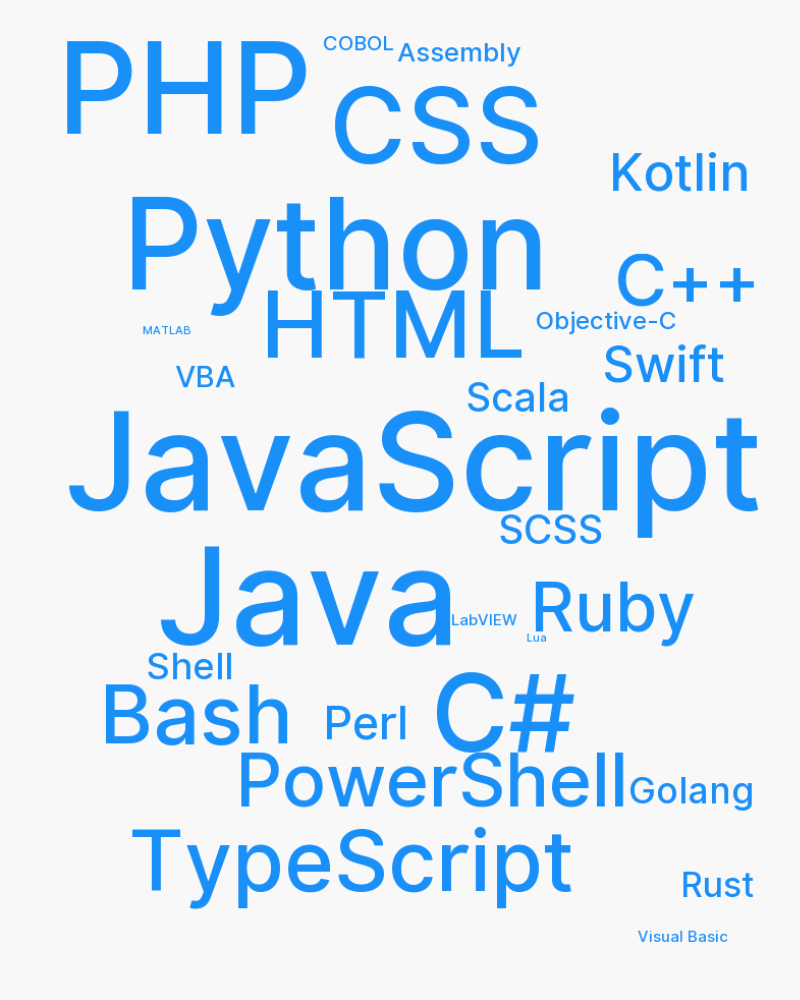 PHP
COBOL
Assembly
CSS
Kotlin
Python
C++
HTML
Objective-C
MATLAB
Swift
VBA
Scala
JavaScript
SCSS
Java
Ruby
LabVIEW
Lua
Shell
Bash
Perl
C#
PowerShell
Golang
TypeScript
Rust
Visual Basic